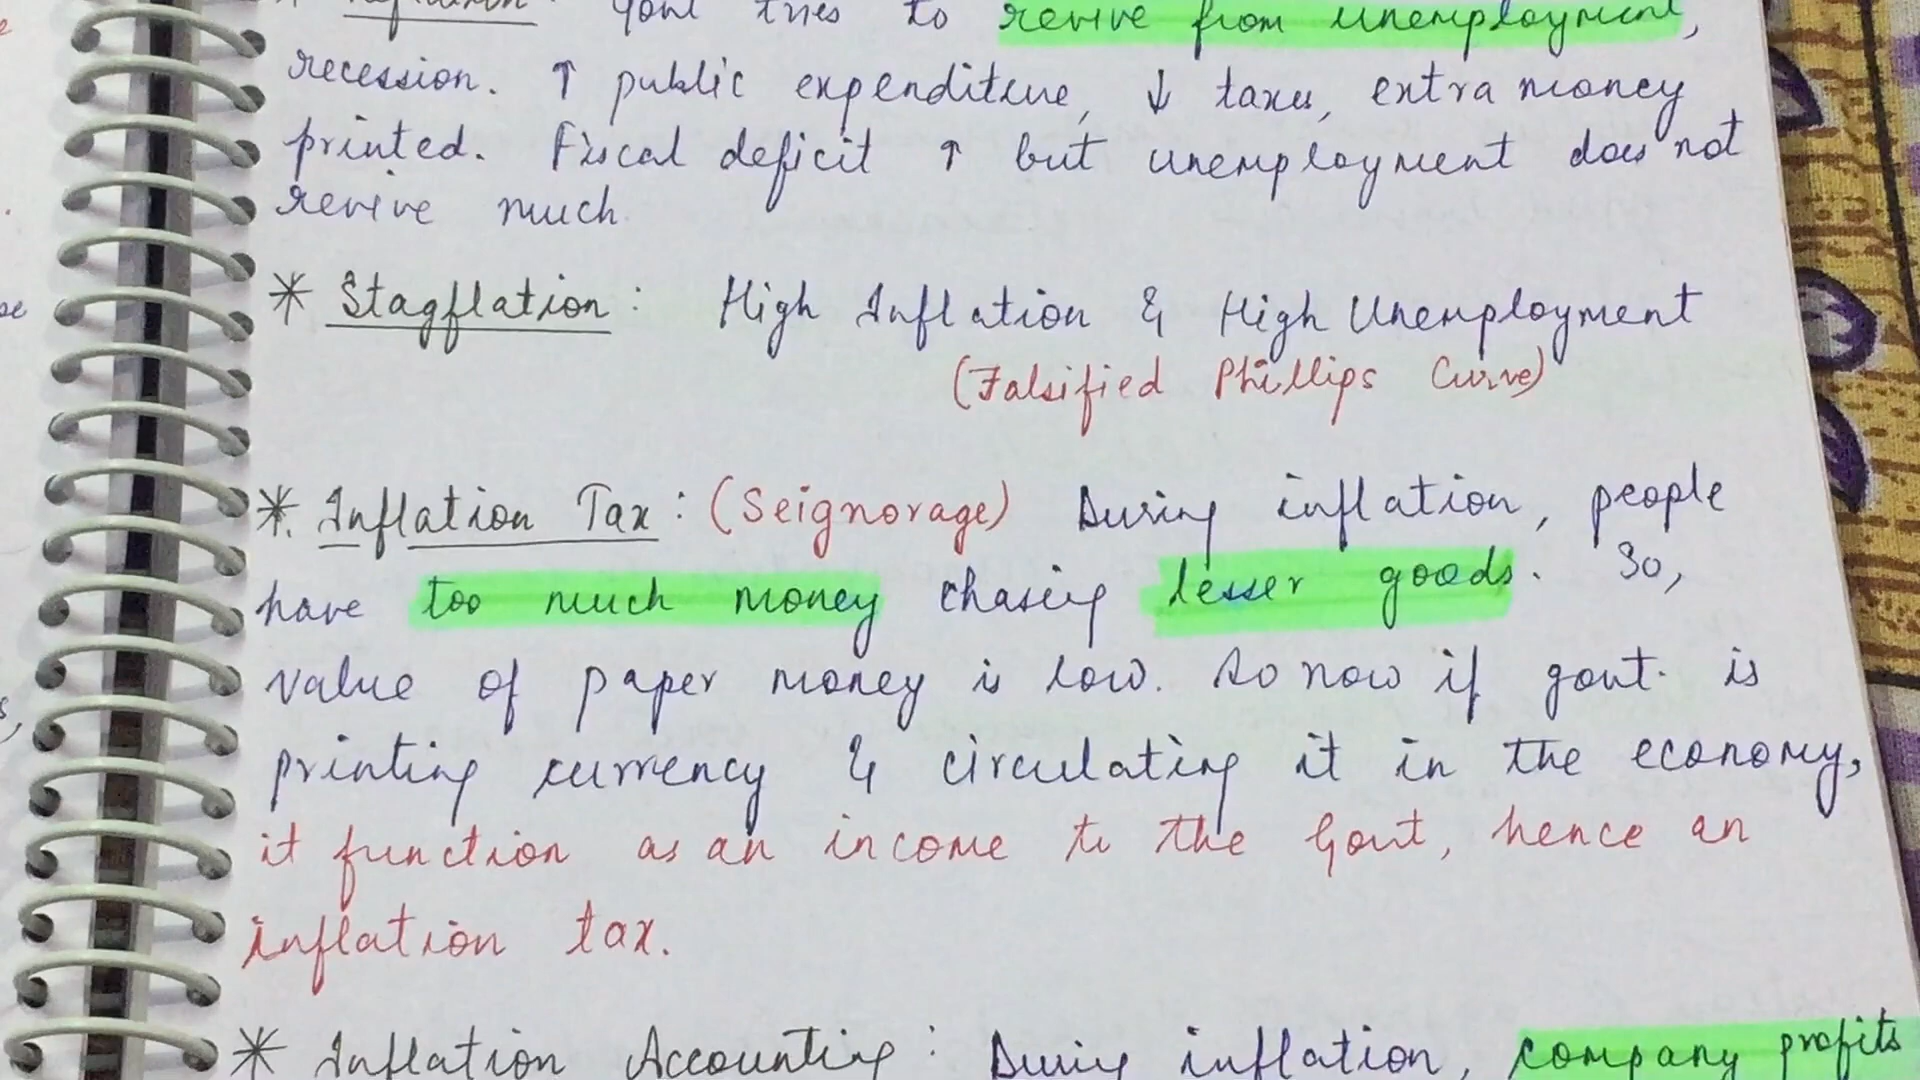 * Reflation: Govt tries to revive from unemployment,
recession. ↑ public expenditure, ↓ taxes, extra money
printed. Fiscal deficit ↑ but unemployment does not
revive much.
* Stagflation: High Inflation & High Unemployment
(Falsified Phillips Curve)
* Inflation Tax: (Seignorage) During inflation, people
have too much money chasing lesser goods. So,
value of paper money is low. So now if govt. is
printing currency & circulating it in the economy,
it function as an income to the Govt, hence an
inflation tax.
* Inflation Accounting: During inflation, company profits